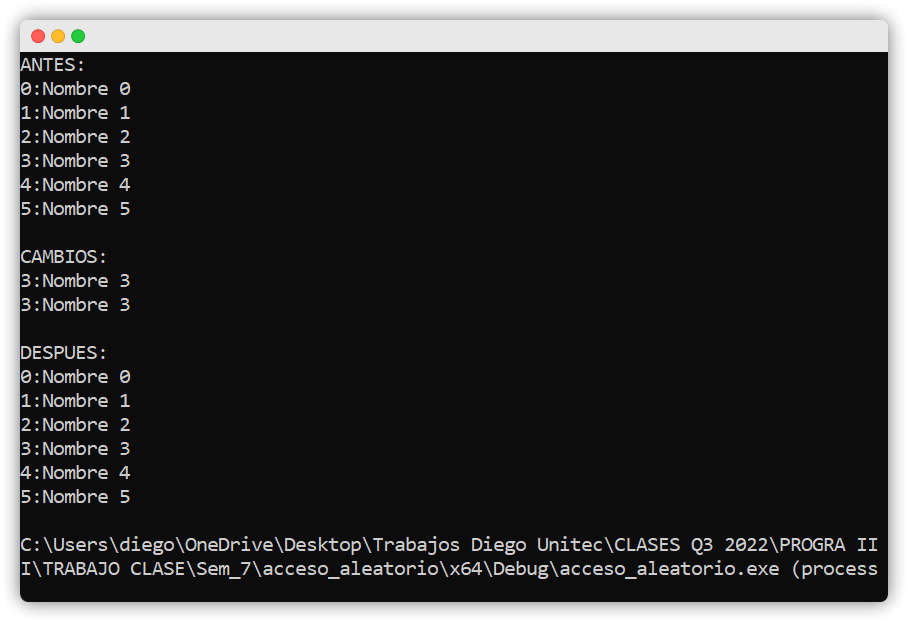 ANTES:
0:Nombre 0
1:Nombre 1
2:Nombre 2
3:Nombre 3
4:Nombre 4
5:Nombre 5
CAMBIOS:
3:Nombre 3
3:Nombre 3
DESPUES:
0:Nombre 0
1:Nombre 1
2:Nombre 2
3:Nombre 3
4:Nombre 4
5:Nombre 5
C:\Users\diego\OneDrive\Desktop\Trabajos Diego Unitec\CLASES Q3 2022\PROGRA II
I\TRABAJO CLASE\Sem_7\acceso_aleatorio\x64\Debug\acceso_aleatorio.exe (process